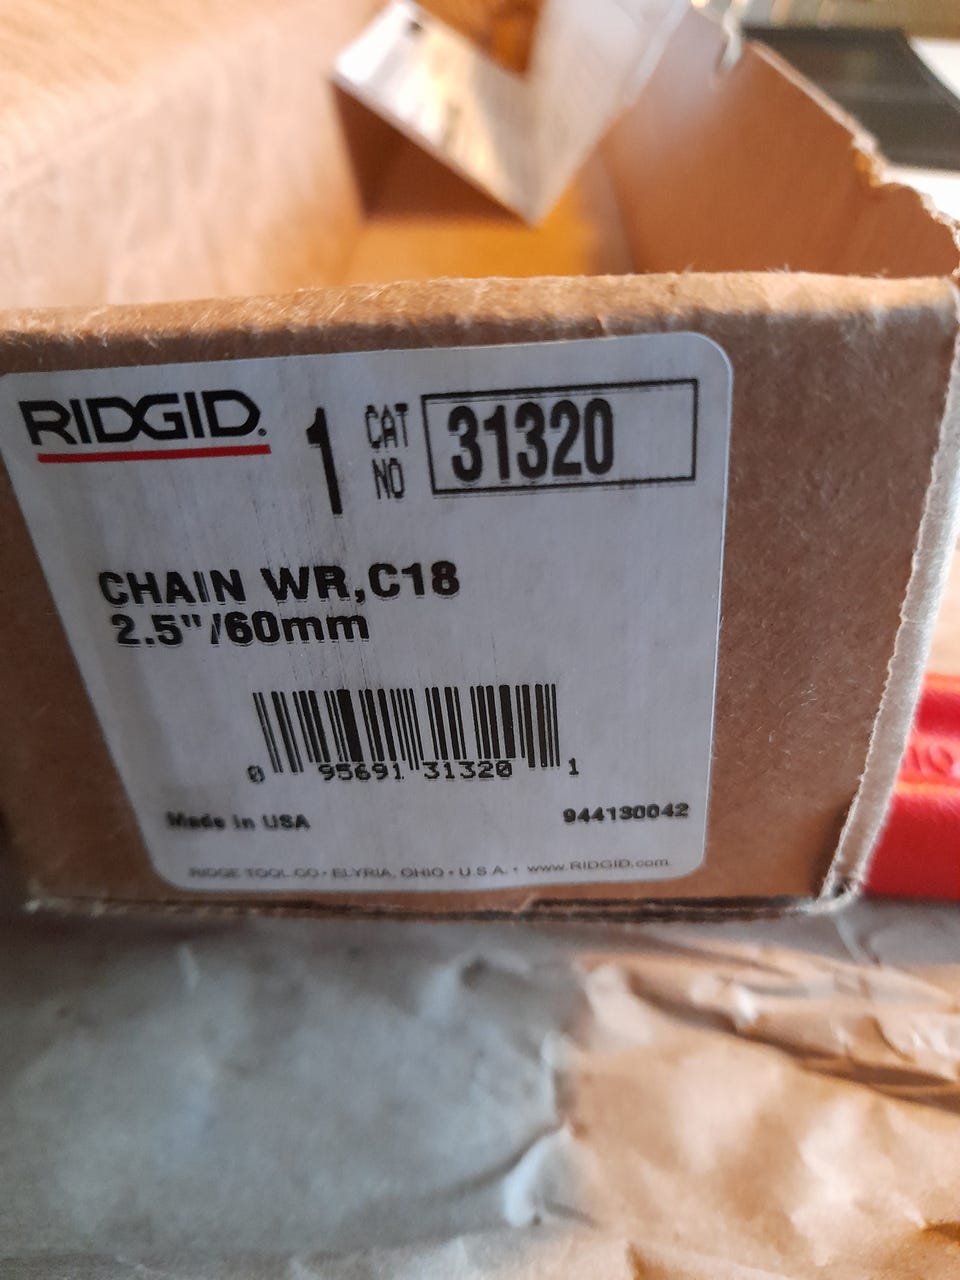 RIDGID.
1
CAT NO
31320
CHAIN WR,C18
2.5"/60mm
0 95691 31320 1
Made in USA
944130042
RIDGE TOOL CO • ELYRIA, OHIO • U.S.A. • www.RIDGID.com